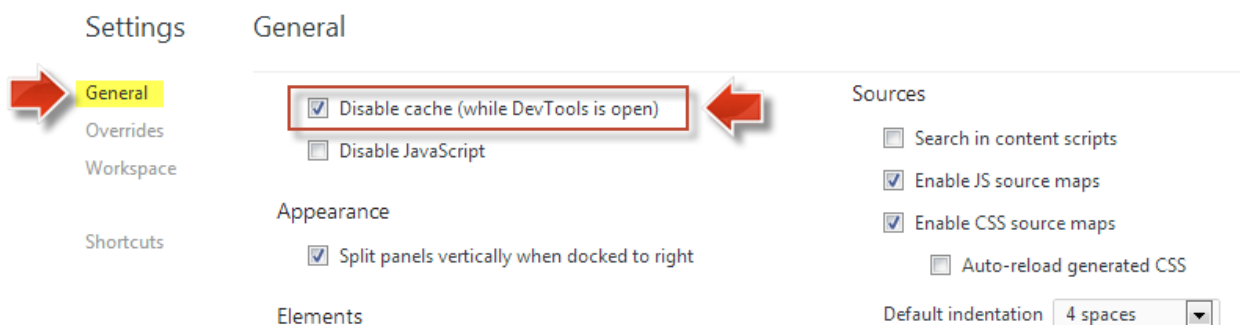 Settings
General
Overrides
Workspace
Shortcuts
General
Disable cache (while DevTools is open)
Disable JavaScript
Appearance
Split panels vertically when docked to right
Elements
Sources
Search in content scripts
Enable JS source maps
Enable CSS source maps
Auto-reload generated CSS
Default indentation 4 spaces